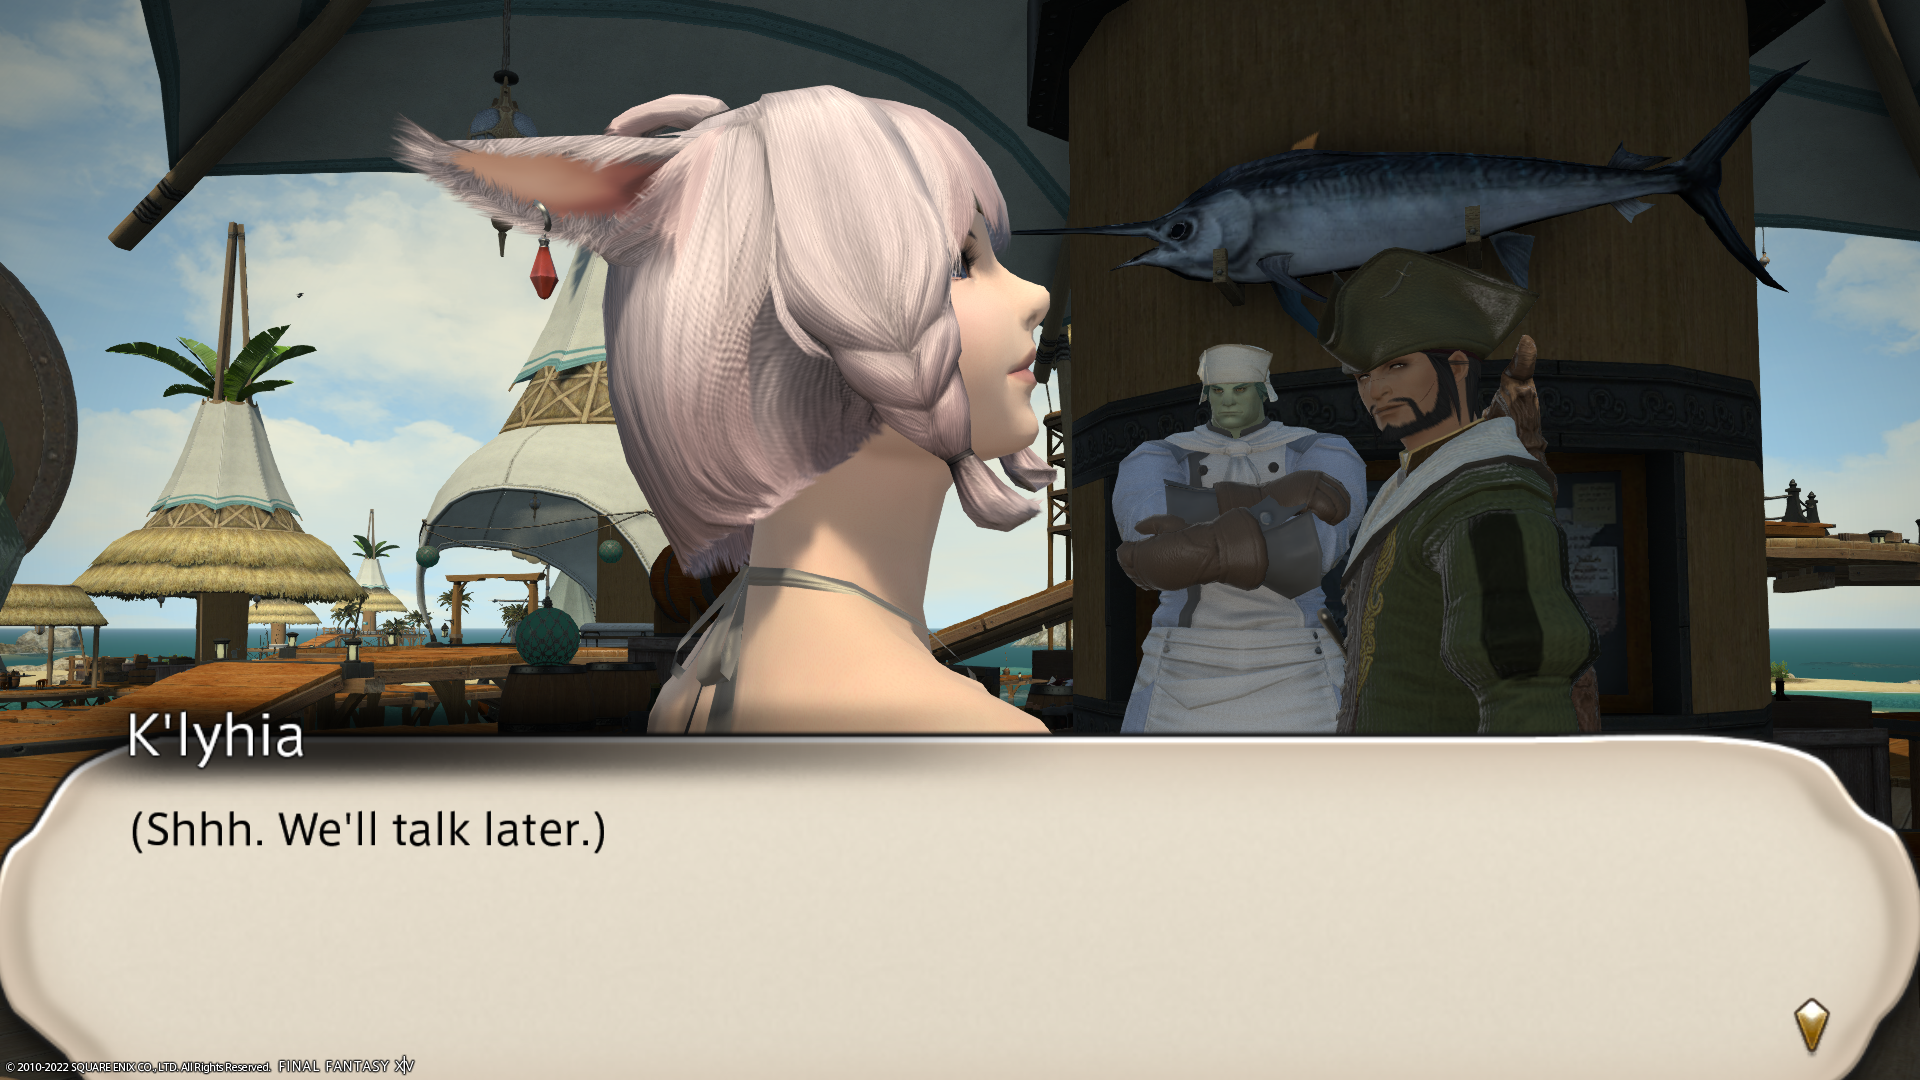 K'lyhia
(Shhh. We'll talk later.)
© 2010-2022 SQUARE ENIX CO., LTD. All Rights Reserved. FINAL FANTASY XIV